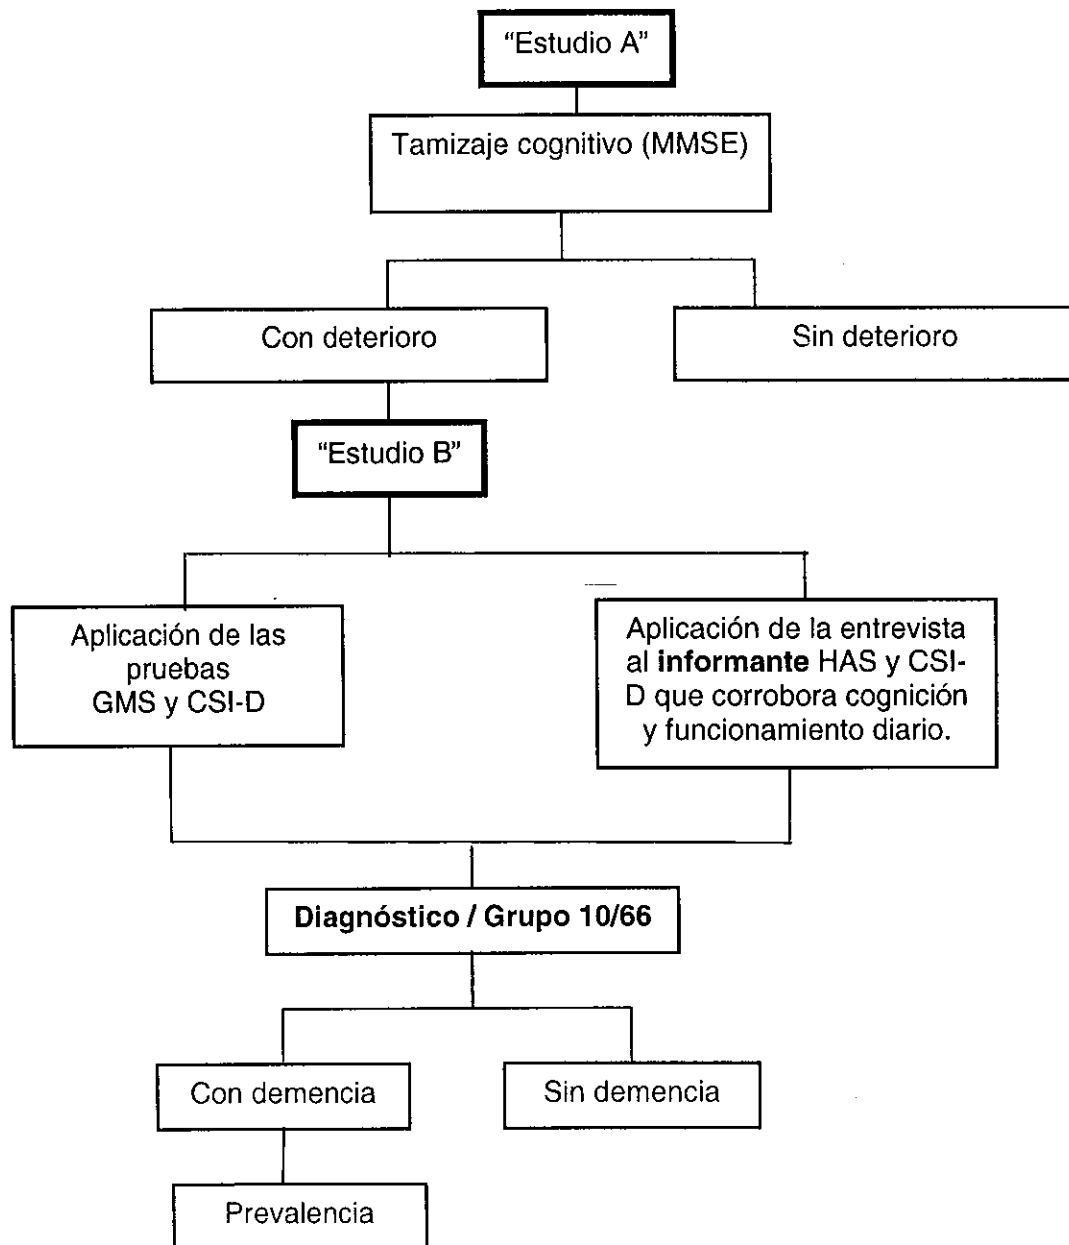 “Estudio A”
Tamizaje cognitivo (MMSE)
Con deterioro
Sin deterioro
“Estudio B”
Aplicación de las
pruebas
GMS y CSI-D
Aplicación de la entrevista
al informante HAS y CSI-
D que corrobora cognición
y funcionamiento diario.
Diagnóstico / Grupo 10/66
Con demencia
Sin demencia
Prevalencia